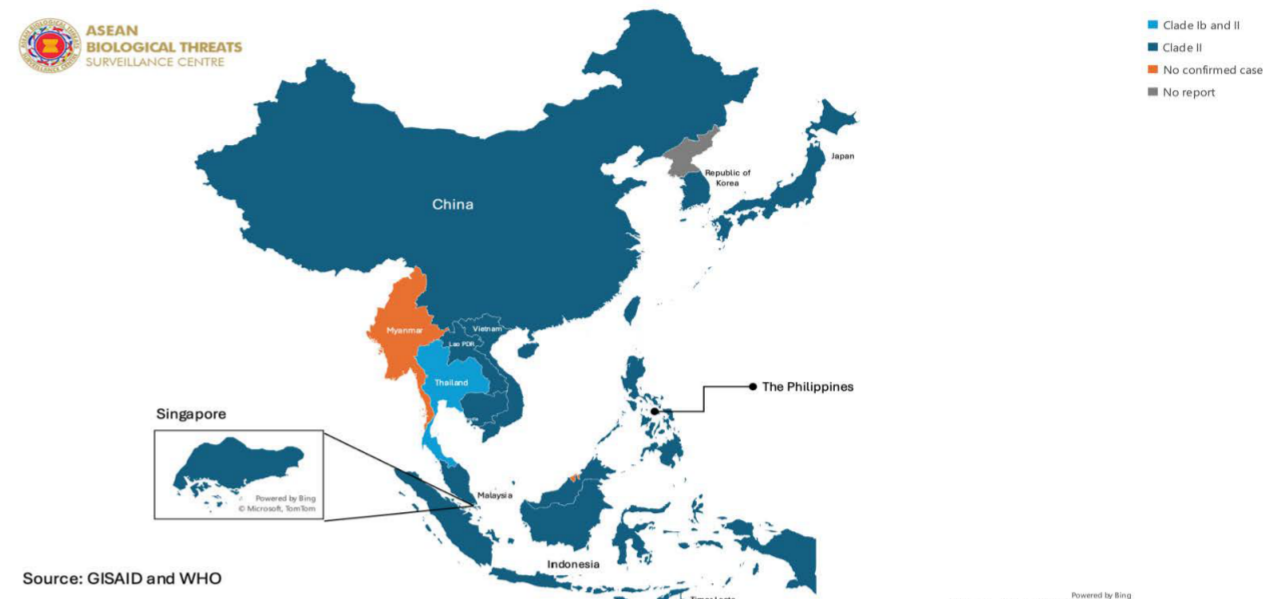 ASEAN
BIOLOGICAL THREATS
SURVEILLANCE CENTRE
Clade Ib and II
Clade II
No confirmed case
No report
Japan
Republic of
Korea
China
Myanmar
Vietnam
Lao PDR
Thailand
The Philippines
Singapore
Powered by Bing
© Microsoft, TomTom
Malaysia
Indonesia
Source: GISAID and WHO
Powered by Bing